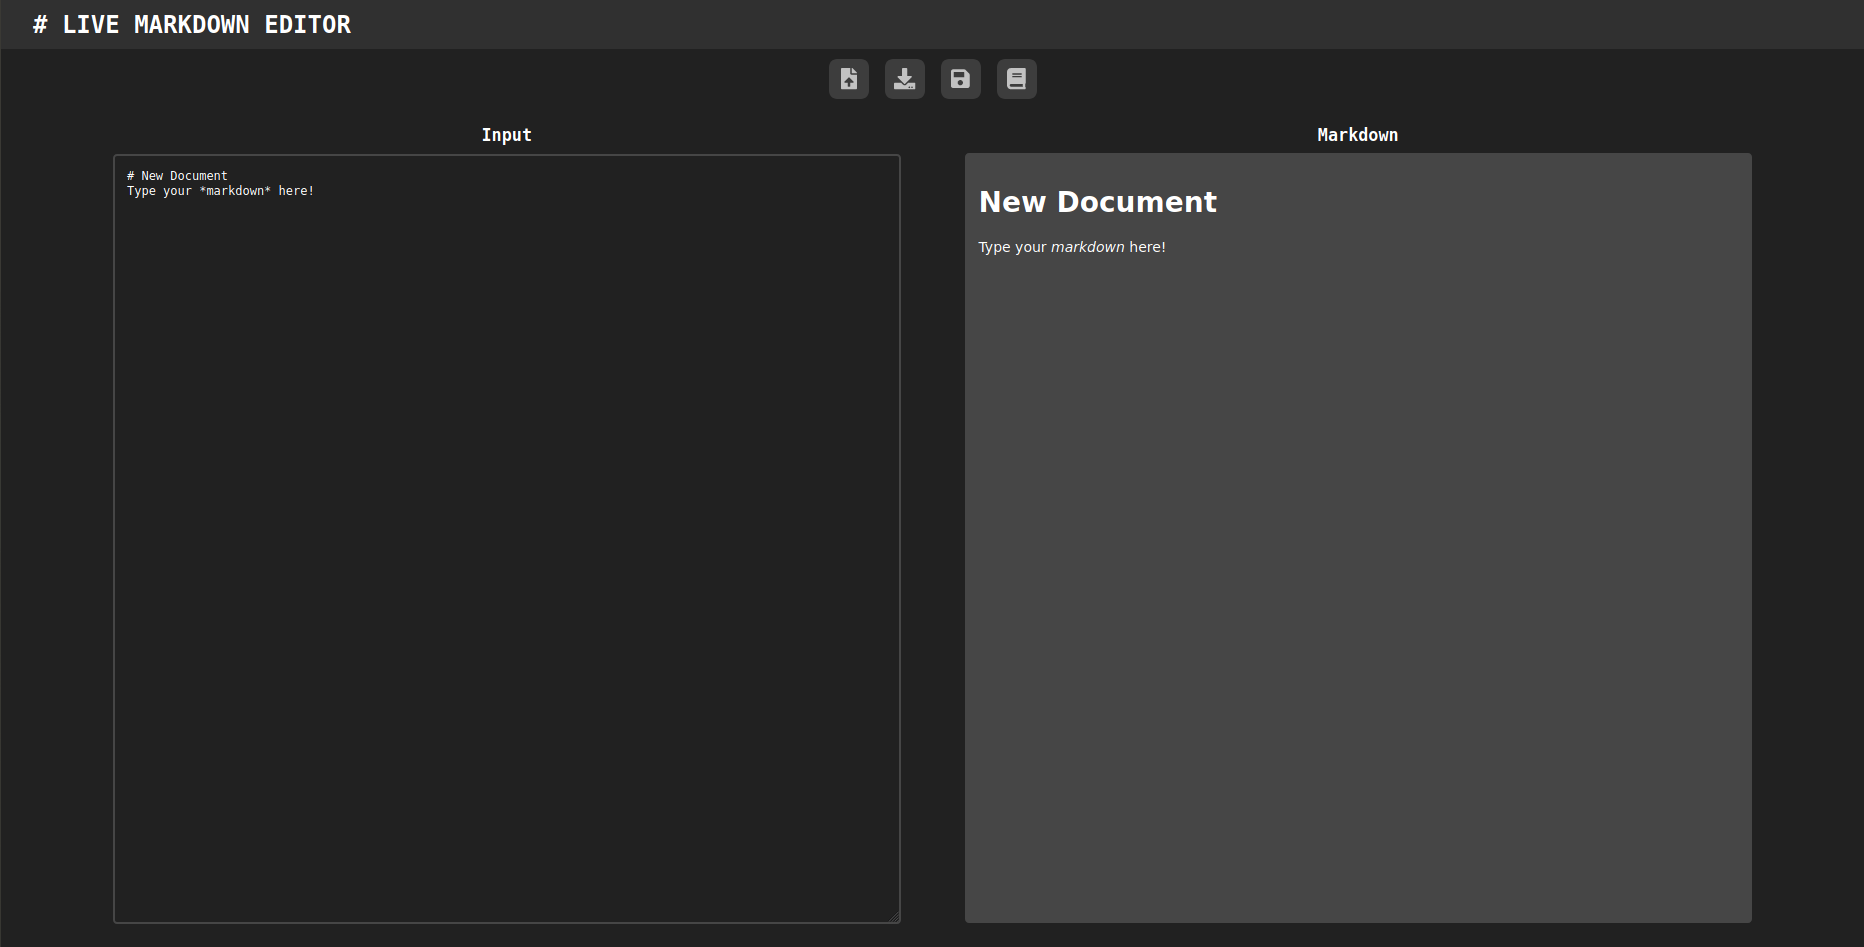 # LIVE MARKDOWN EDITOR
Input
# New Document
Type your *markdown* here!
Markdown
New Document
Type your markdown here!